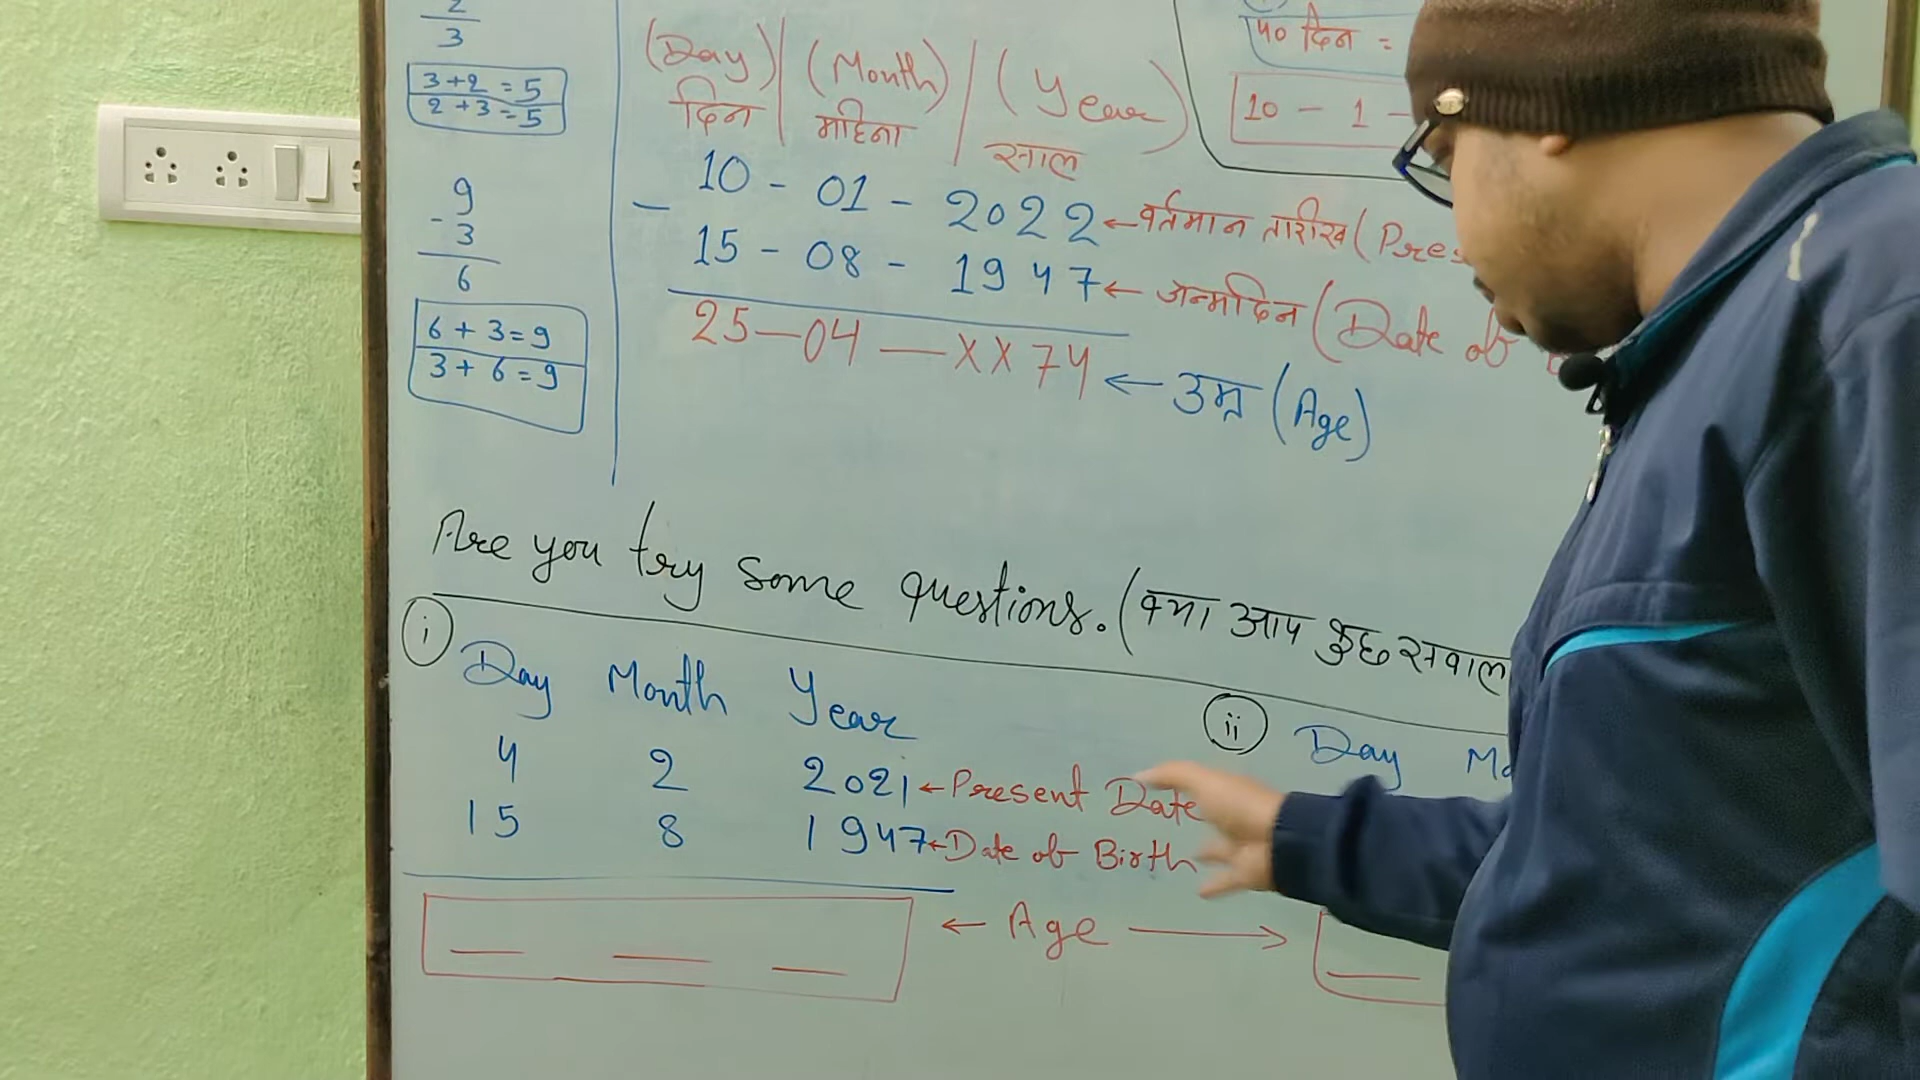 2
3
3+2=5
2+3=5
9
- 3
6
6+3=9
3+6=9
(Day) | (Month) | (Year)
दिन | महिना | साल
10 - 01 - 2022 ← वर्तमान तारीख (Pres
- 15 - 08 - 1947 ← जन्मदिन (Date of
25 — 04 — XX74 ← उम्र (Age)
40 दिन =
10 - 1 -
Are you try some questions. (क्या आप कुछ सवाल
i
Day Month Year
4 2 2021 ← Present Date
15 8 1947 ← Date of Birth
← Age →
ii
Day Mo